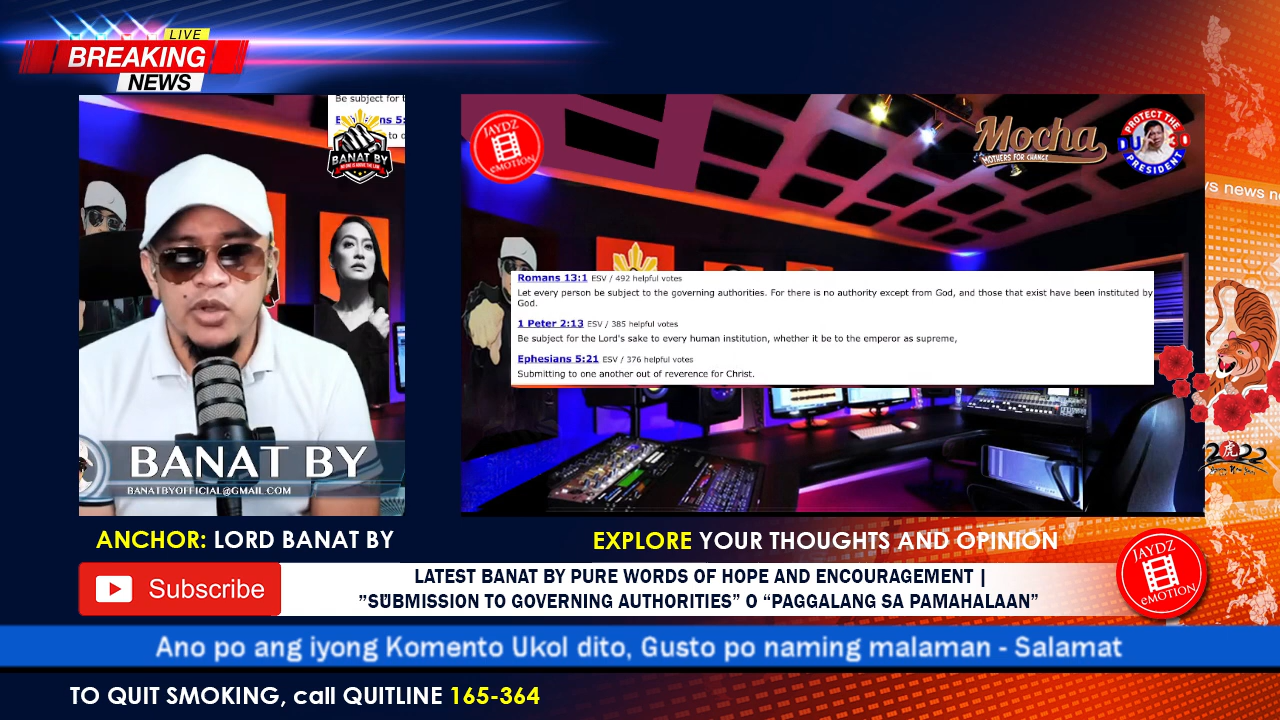 LIVE
BREAKING
NEWS
Be subject for
BANAT BY
JAYDZ
eMOTION
Mocha
MOTHERS FOR CHANGE
PROTECT THE
DU 30
PRESIDENT
ws news
Romans 13:1 ESV / 492 helpful votes
Let every person be subject to the governing authorities. For there is no authority except from God, and those that exist have been instituted by
God.
1 Peter 2:13 ESV / 385 helpful votes
Be subject for the Lord's sake to every human institution, whether it be to the emperor as supreme,
Ephesians 5:21 ESV / 376 helpful votes
Submitting to one another out of reverence for Christ.
BANAT BY
BANATBYOFFICIAL@GMAIL.COM
2022
ANCHOR: LORD BANAT BY
EXPLORE YOUR THOUGHTS AND OPINION
Subscribe
LATEST BANAT BY PURE WORDS OF HOPE AND ENCOURAGEMENT |
”SUBMISSION TO GOVERNING AUTHORITIES” O “PAGGALANG SA PAMAHALAAN”
JAYDZ
eMOTION
Ano po ang iyong Komento Ukol dito, Gusto po naming malaman - Salamat
TO QUIT SMOKING, call QUITLINE 165-364